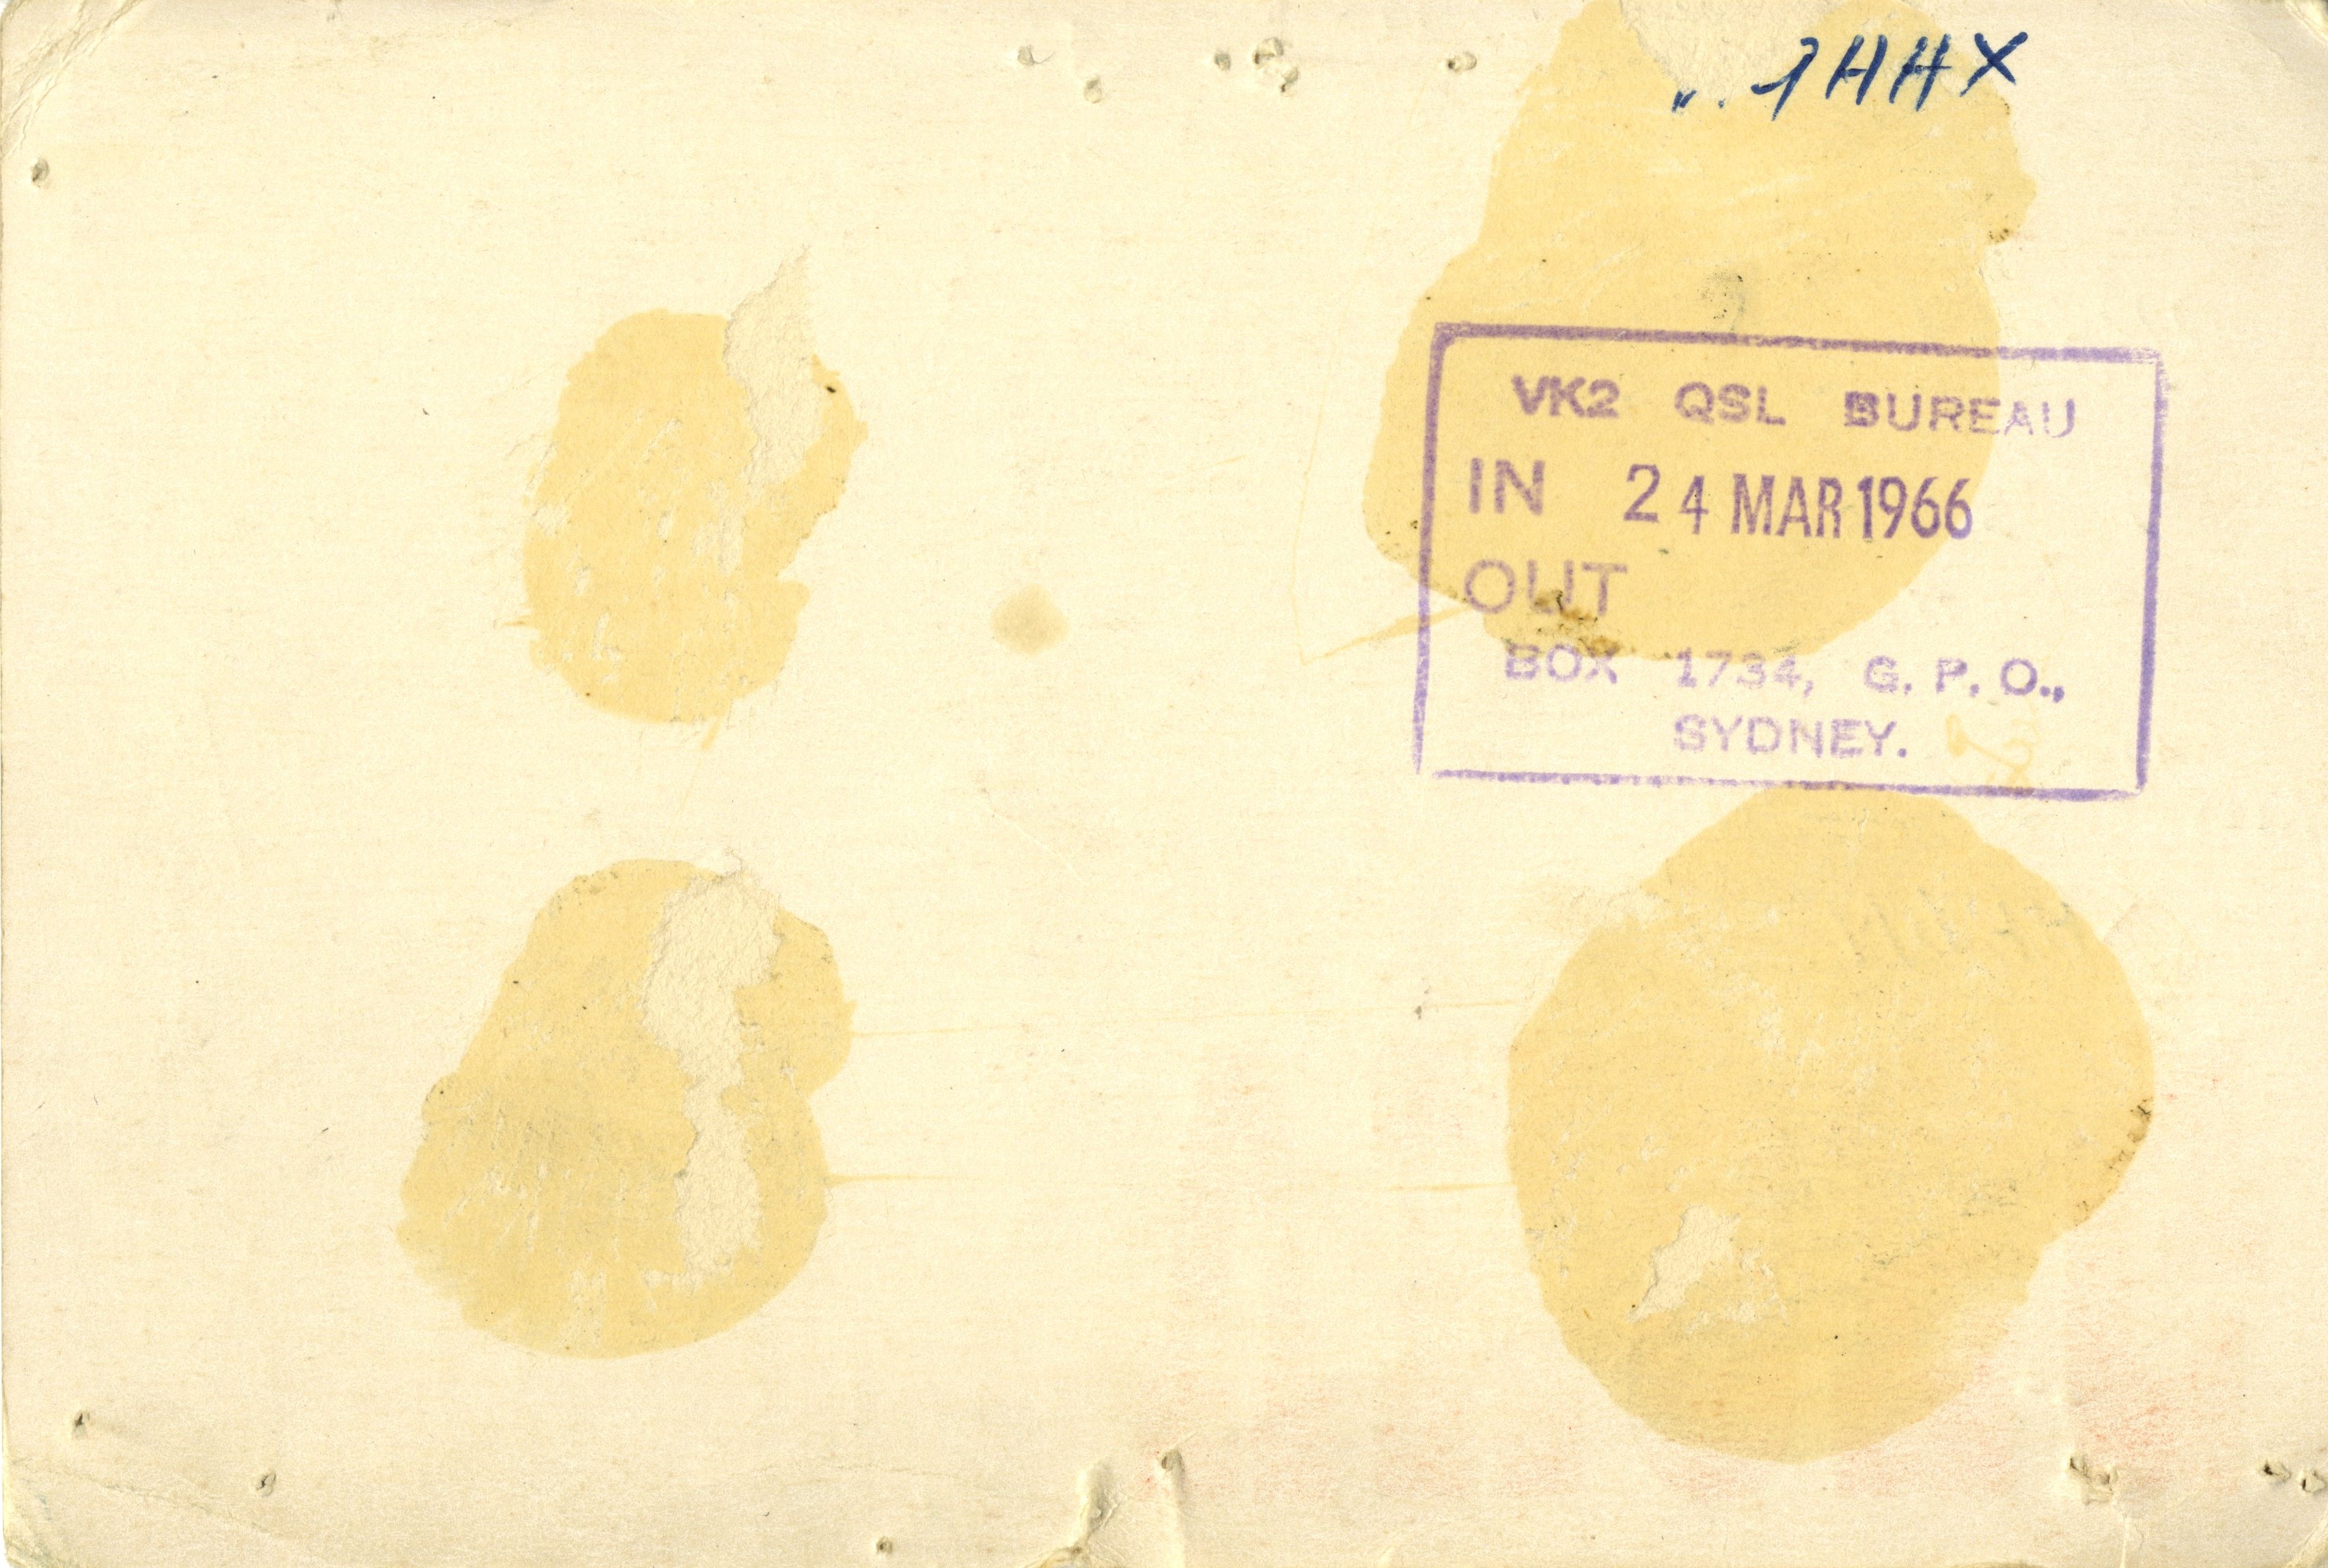 1HHX
VK2 QSL BUREAU
IN 24 MAR 1966
OUT
BOX 1734, G. P. O.,
SYDNEY.